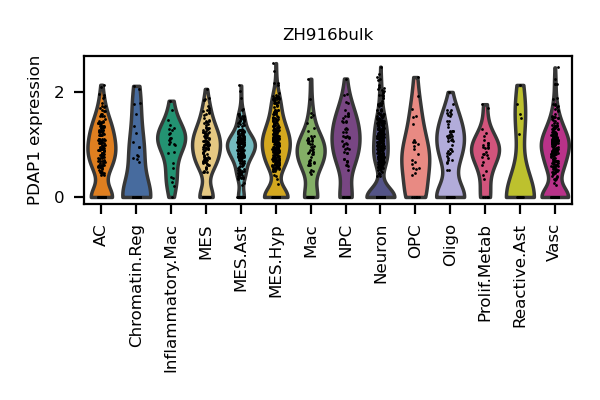 ZH916bulk
PDAP1 expression
2
0
AC
Chromatin.Reg
Inflammatory.Mac
MES
MES.Ast
MES.Hyp
Mac
NPC
Neuron
OPC
Oligo
Prolif.Metab
Reactive.Ast
Vasc